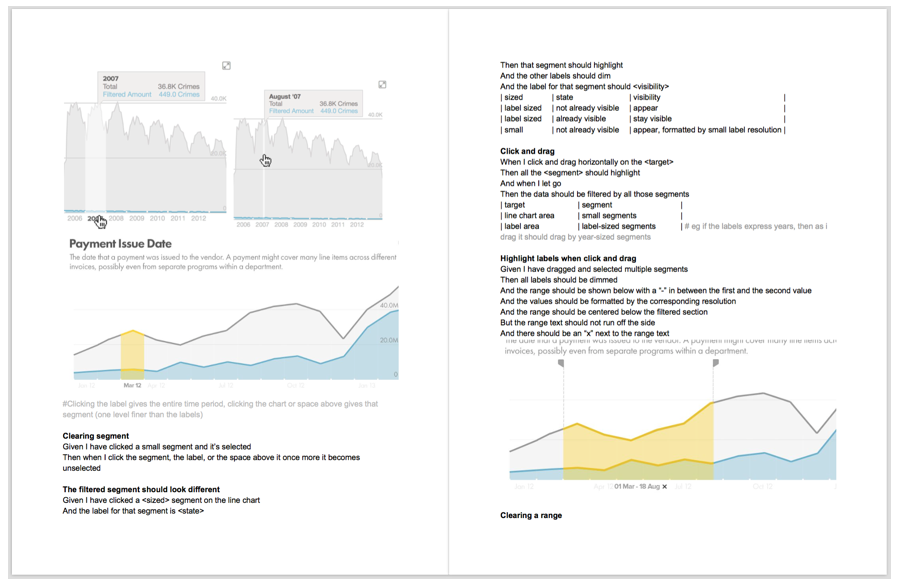 2007
Total 36.8K Crimes
Filtered Amount 449.0 Crimes
40.0K
20.0K
0
2006 2008 2009 2010 2011 2012
August '07
Total 36.8K Crimes
Filtered Amount 449.0 Crimes
40.0K
20.0K
0
2006 2007 2008 2009 2010 2011 2012
Payment Issue Date
The date that a payment was issued to the vendor. A payment might cover many line items across different
invoices, possibly even from separate programs within a department.
40.0M
20.0M
0
Jan 12 Mar 12 Apr 12 Jul 12 Oct 12 Jan 13
#Clicking the label gives the entire time period, clicking the chart or space above gives that
segment (one level finer than the labels)
Clearing segment
Given I have clicked a small segment and it's selected
Then when I click the segment, the label, or the space above it once more it becomes
unselected
The filtered segment should look different
Given I have clicked a <sized> segment on the line chart
And the label for that segment is <state>
Then that segment should highlight
And the other labels should dim
And the label for that segment should <visibility>
| sized | state | visibility |
| label sized | not already visible | appear |
| label sized | already visible | stay visible |
| small | not already visible | appear, formatted by small label resolution |
Click and drag
When I click and drag horizontally on the <target>
Then all the <segment> should highlight
And when I let go
Then the data should be filtered by all those segments
| target | segment |
| line chart area | small segments |
| label area | label-sized segments | # eg if the labels express years, then as i
drag it should drag by year-sized segments
Highlight labels when click and drag
Given I have dragged and selected multiple segments
Then all labels should be dimmed
And the range should be shown below with a "-" in between the first and the second value
And the values should be formatted by the corresponding resolution
And the range should be centered below the filtered section
But the range text should not run off the side
And there should be an "x" next to the range text
invoices, possibly even from separate programs within a department.
Jan 12 Apr 01 Mar - 18 Aug × Jul 12 Oct 12
Clearing a range